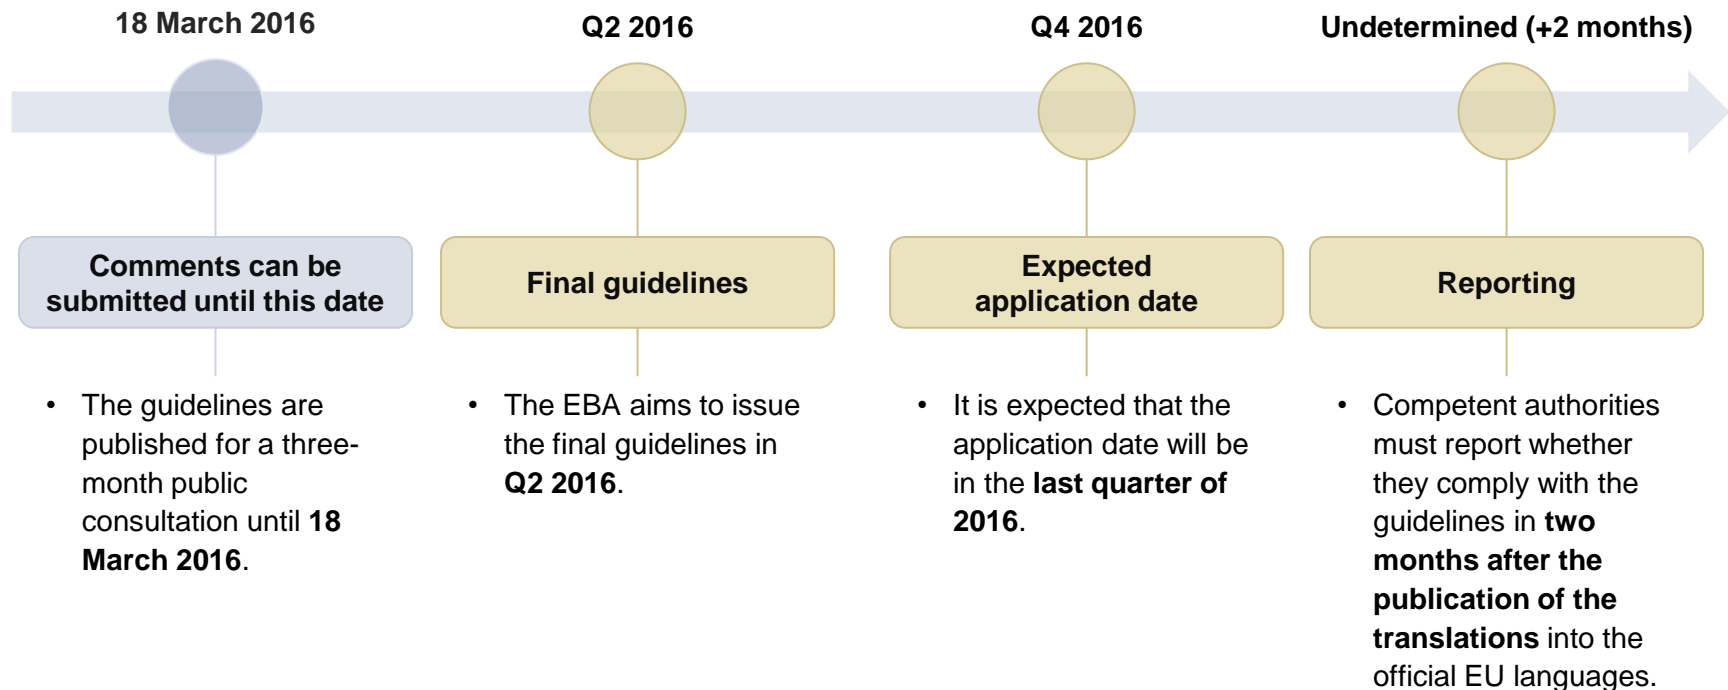 18 March 2016
Q2 2016
Q4 2016
Undetermined (+2 months)
Comments can be
submitted until this date
Final guidelines
Expected
application date
Reporting
• The guidelines are
published for a three-
month public
consultation until 18
March 2016.
• The EBA aims to issue
the final guidelines in
Q2 2016.
• It is expected that the
application date will be
in the last quarter of
2016.
• Competent authorities
must report whether
they comply with the
guidelines in two
months after the
publication of the
translations into the
official EU languages.